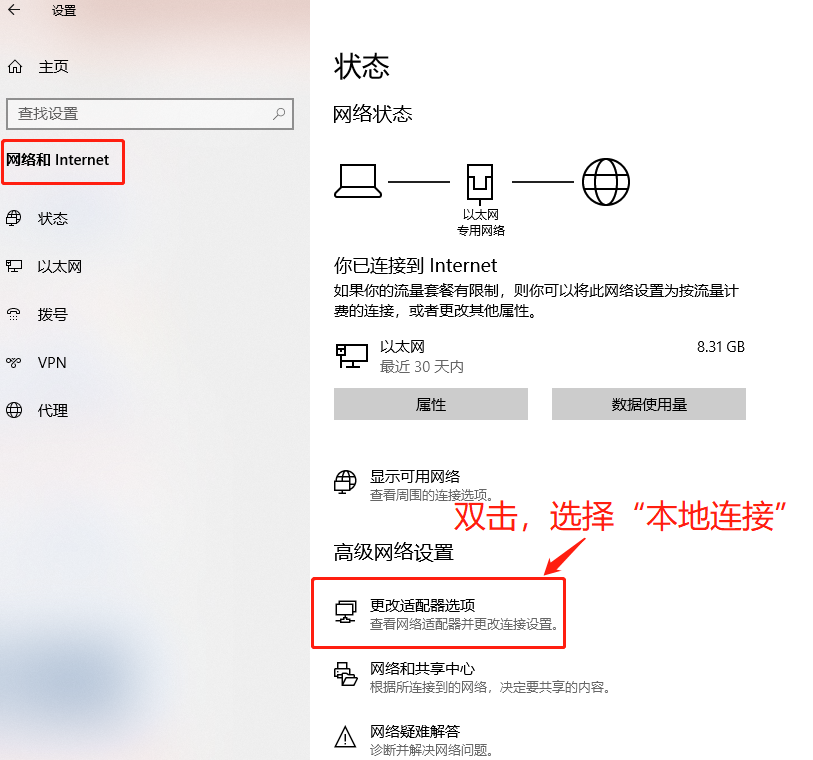 设置
主页
查找设置
网络和 Internet
状态
以太网
拨号
VPN
代理
状态
网络状态
以太网
专用网络
你已连接到 Internet
如果你的流量套餐有限制，则你可以将此网络设置为按流量计
费的连接，或者更改其他属性。
以太网
8.31 GB
最近 30 天内
属性
数据使用量
显示可用网络
查看周围的连接选项。
双击，选择“本地连接”
高级网络设置
更改适配器选项
查看网络适配器并更改连接设置。
网络和共享中心
根据所连接到的网络，决定要共享的内容。
网络疑难解答
诊断并解决网络问题。